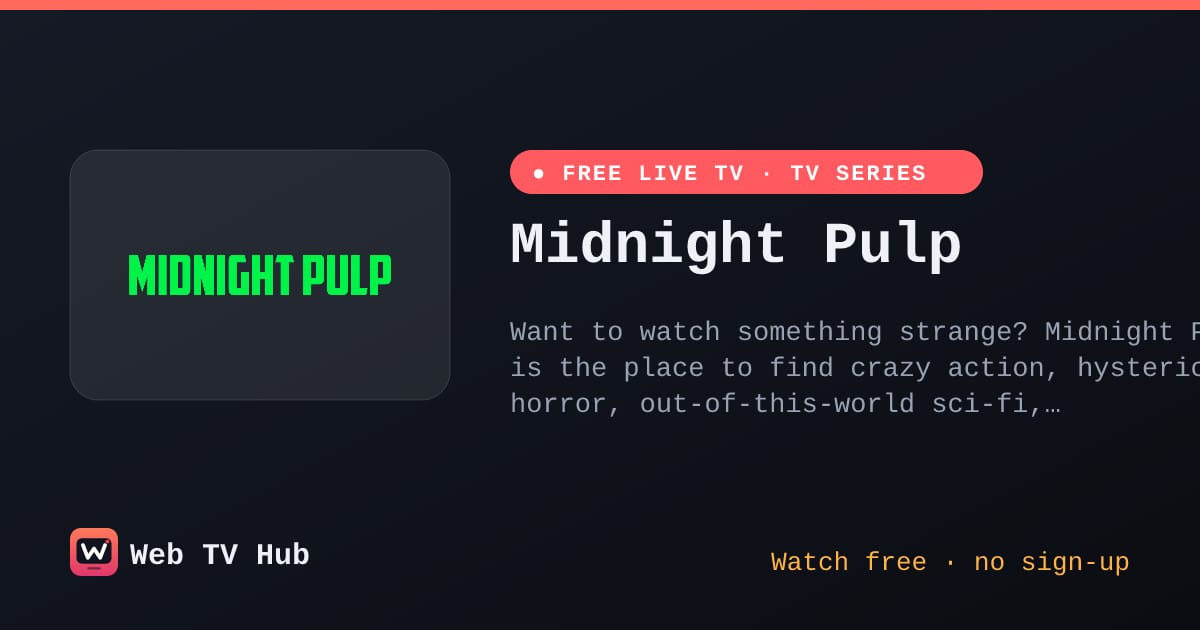 MIDNIGHT PULP
● FREE LIVE TV · TV SERIES
Midnight Pulp
Want to watch something strange? Midnight
is the place to find crazy action,
horror, out-of-this-world sci-fi,…
Web TV Hub
Watch free · no sign-up